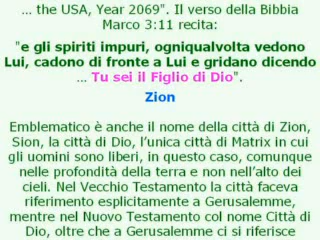 ... the USA, Year 2069". Il verso della Bibbia
Marco 3:11 recita:
"e gli spiriti impuri, ogniqualvolta vedono
Lui, cadono di fronte a Lui e gridano dicendo
... Tu sei il Figlio di Dio".
Zion
Emblematico è anche il nome della città di Zion,
Sion, la città di Dio, l'unica città di Matrix in cui
gli uomini sono liberi, in questo caso, comunque
nelle profondità della terra e non nell'alto dei
cieli. Nel Vecchio Testamento la città faceva
riferimento esplicitamente a Gerusalemme,
mentre nel Nuovo Testamento col nome Città di
Dio, oltre che a Gerusalemme ci si riferisce